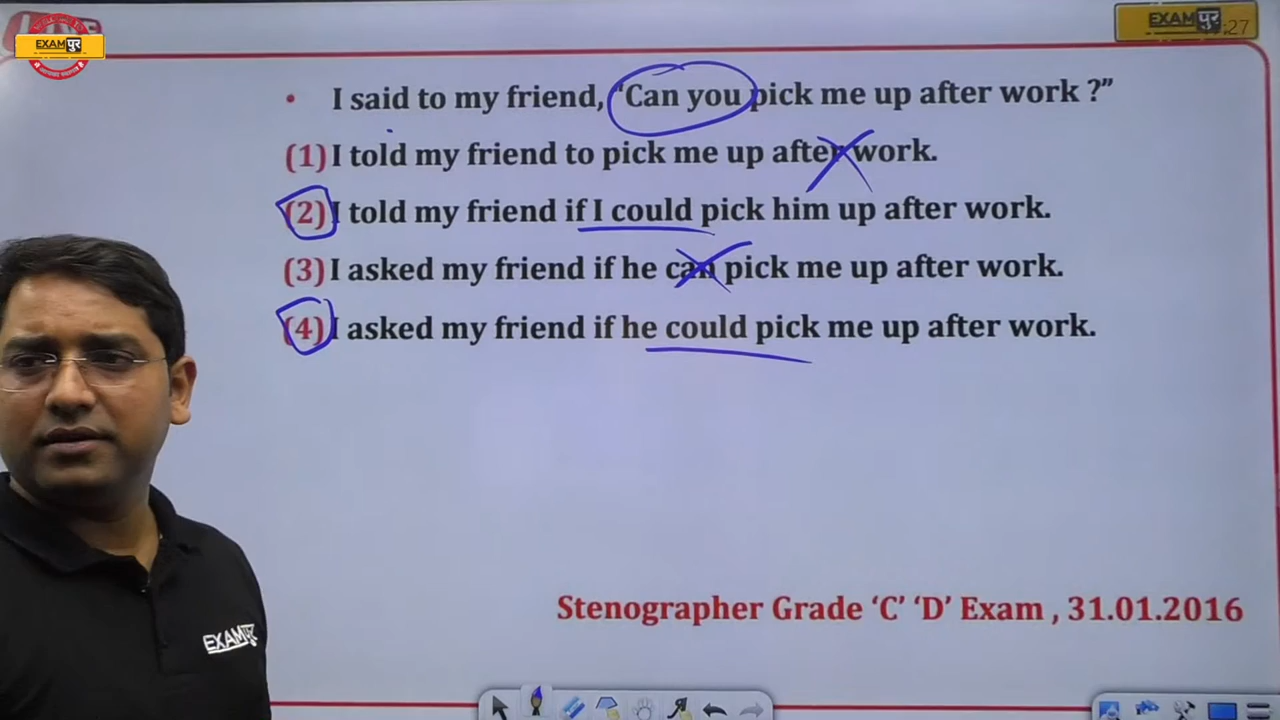 EXAMपुर
EXAMपुर
:27
• I said to my friend, “Can you pick me up after work ?”
(1) I told my friend to pick me up after work.
(2) I told my friend if I could pick him up after work.
(3) I asked my friend if he can pick me up after work.
(4) I asked my friend if he could pick me up after work.
Stenographer Grade ‘C’ ‘D’ Exam , 31.01.2016
EXAMपुर